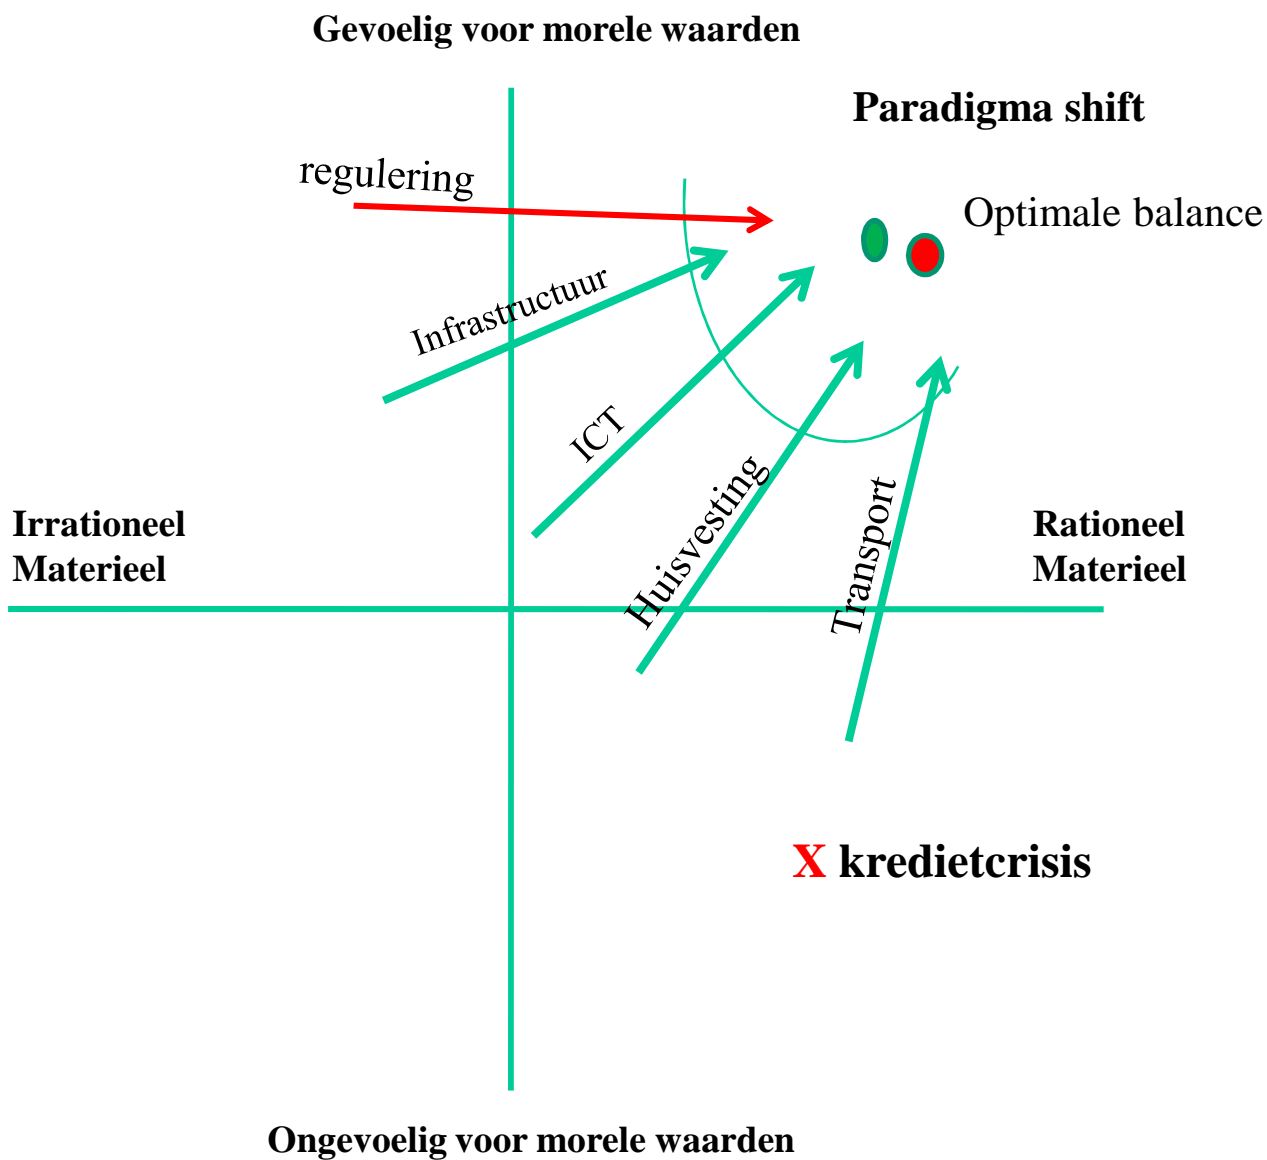 Gevoelig voor morele waarden
Paradigma shift
regulering
Optimale balance
Infrastructuur
ICT
Huisvesting
Transport
Irrationeel
Materieel
Rationeel
Materieel
X kredietcrisis
Ongevoelig voor morele waarden